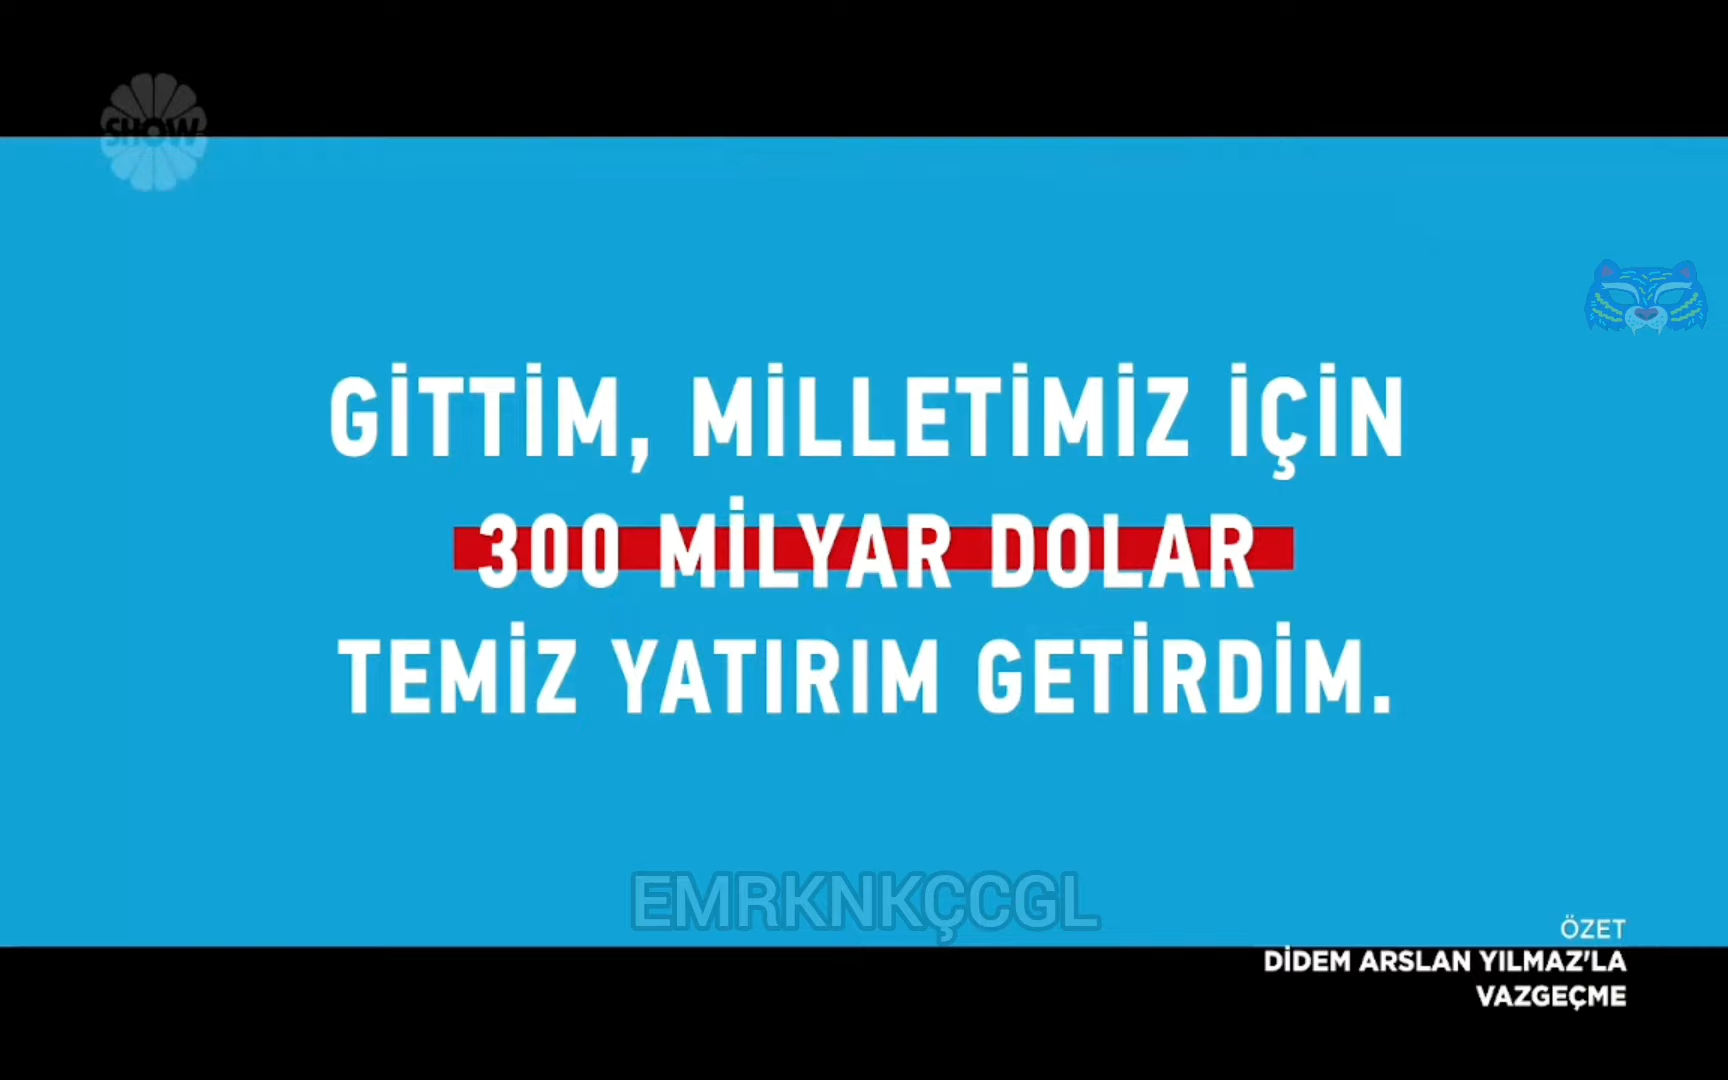 SHOW
GİTTİM, MİLLETİMİZ İÇİN
300 MİLYAR DOLAR
TEMİZ YATIRIM GETİRDİM.
EMRKNKÇCGL
ÖZET
DİDEM ARSLAN YILMAZ'LA
VAZGEÇME